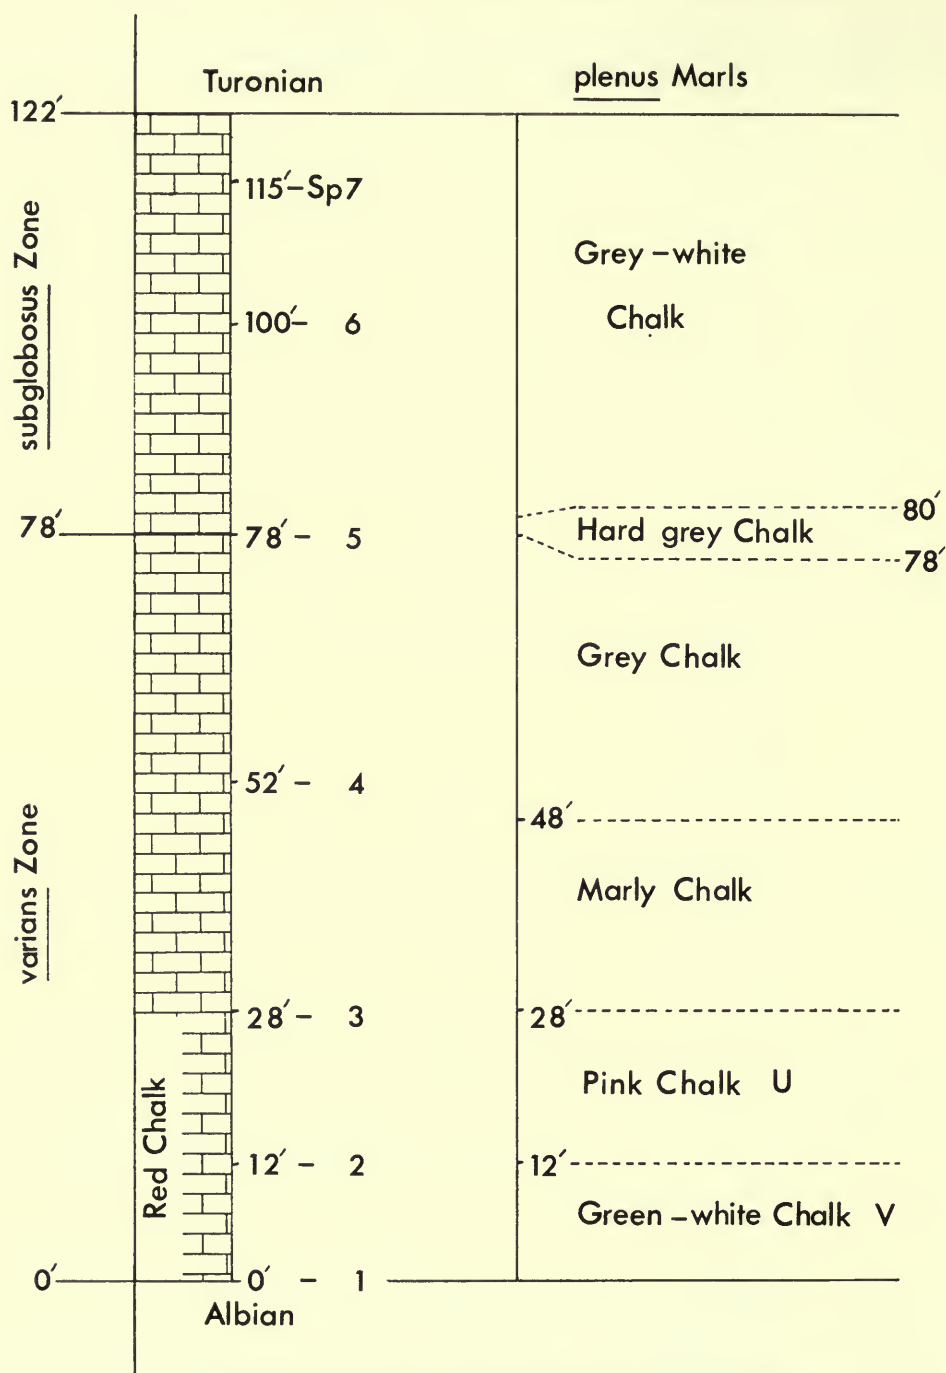 Turonian
plenus Marls
122′
115′–Sp7
Grey–white
Chalk
100′– 6
subglobosus Zone
80′
78′
78′– 5
Hard grey Chalk
78′
Grey Chalk
52′– 4
48′
varians Zone
Marly Chalk
28′– 3
28′
Red Chalk
Pink Chalk U
12′– 2
12′
Green–white Chalk V
0′
0′ – 1
Albian